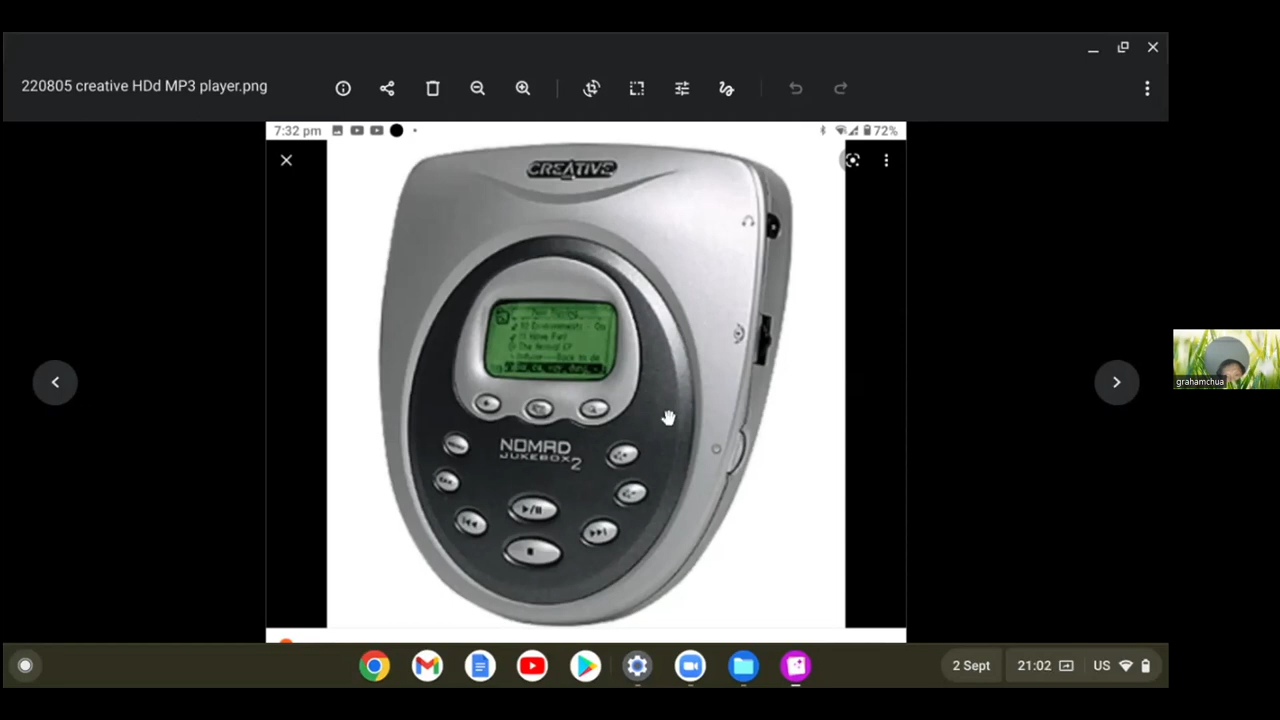 220805 creative HDd MP3 player.png
7:32 pm
72%
CREATIVE
NOMAD
JUKEBOX 2
grahamchua
2 Sept
21:02
US